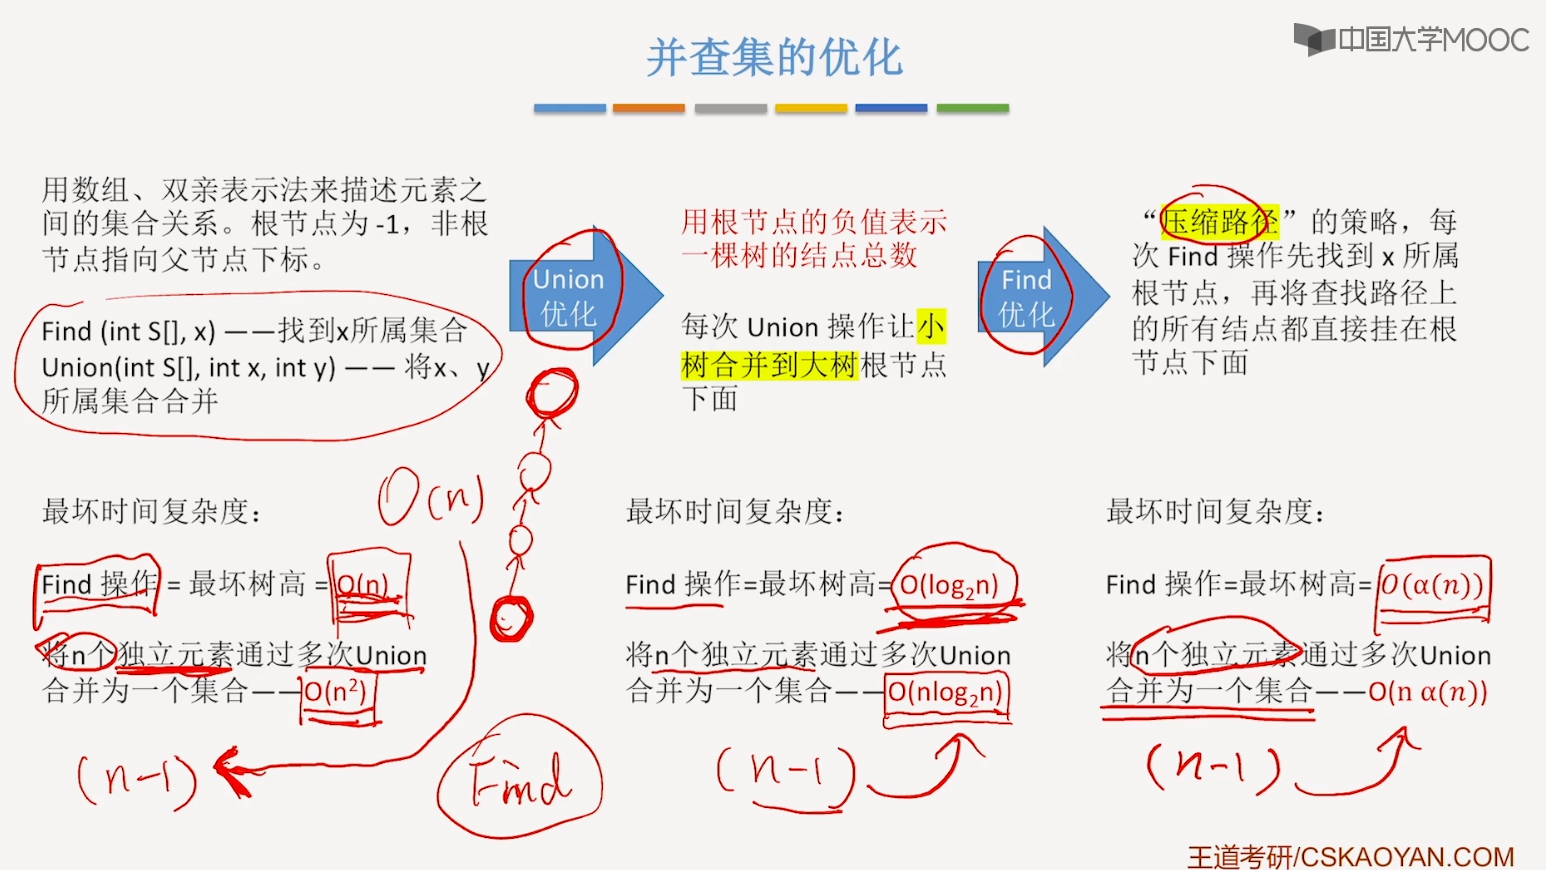 并查集的优化
中国大学MOOC
用数组、双亲表示法来描述元素之
间的集合关系。根节点为 -1，非根
节点指向父节点下标。
Find (int S[], x) ——找到x所属集合
Union(int S[], int x, int y) —— 将x、y
所属集合合并
Union
优化
用根节点的负值表示
一棵树的结点总数
每次 Union 操作让小
树合并到大树根节点
下面
Find
优化
“压缩路径”的策略，每
次 Find 操作先找到 x 所属
根节点，再将查找路径上
的所有结点都直接挂在根
节点下面
O(n)
最坏时间复杂度：
Find 操作 = 最坏树高 = O(n)
将n个独立元素通过多次Union
合并为一个集合——O(n²)
(n-1)
Find
最坏时间复杂度：
Find 操作=最坏树高=O(log₂n)
将n个独立元素通过多次Union
合并为一个集合——O(nlog₂n)
(n-1)
最坏时间复杂度：
Find 操作=最坏树高=O(α(n))
将n个独立元素通过多次Union
合并为一个集合——O(n α(n))
(n-1)
王道考研/CSKAOYAN.COM